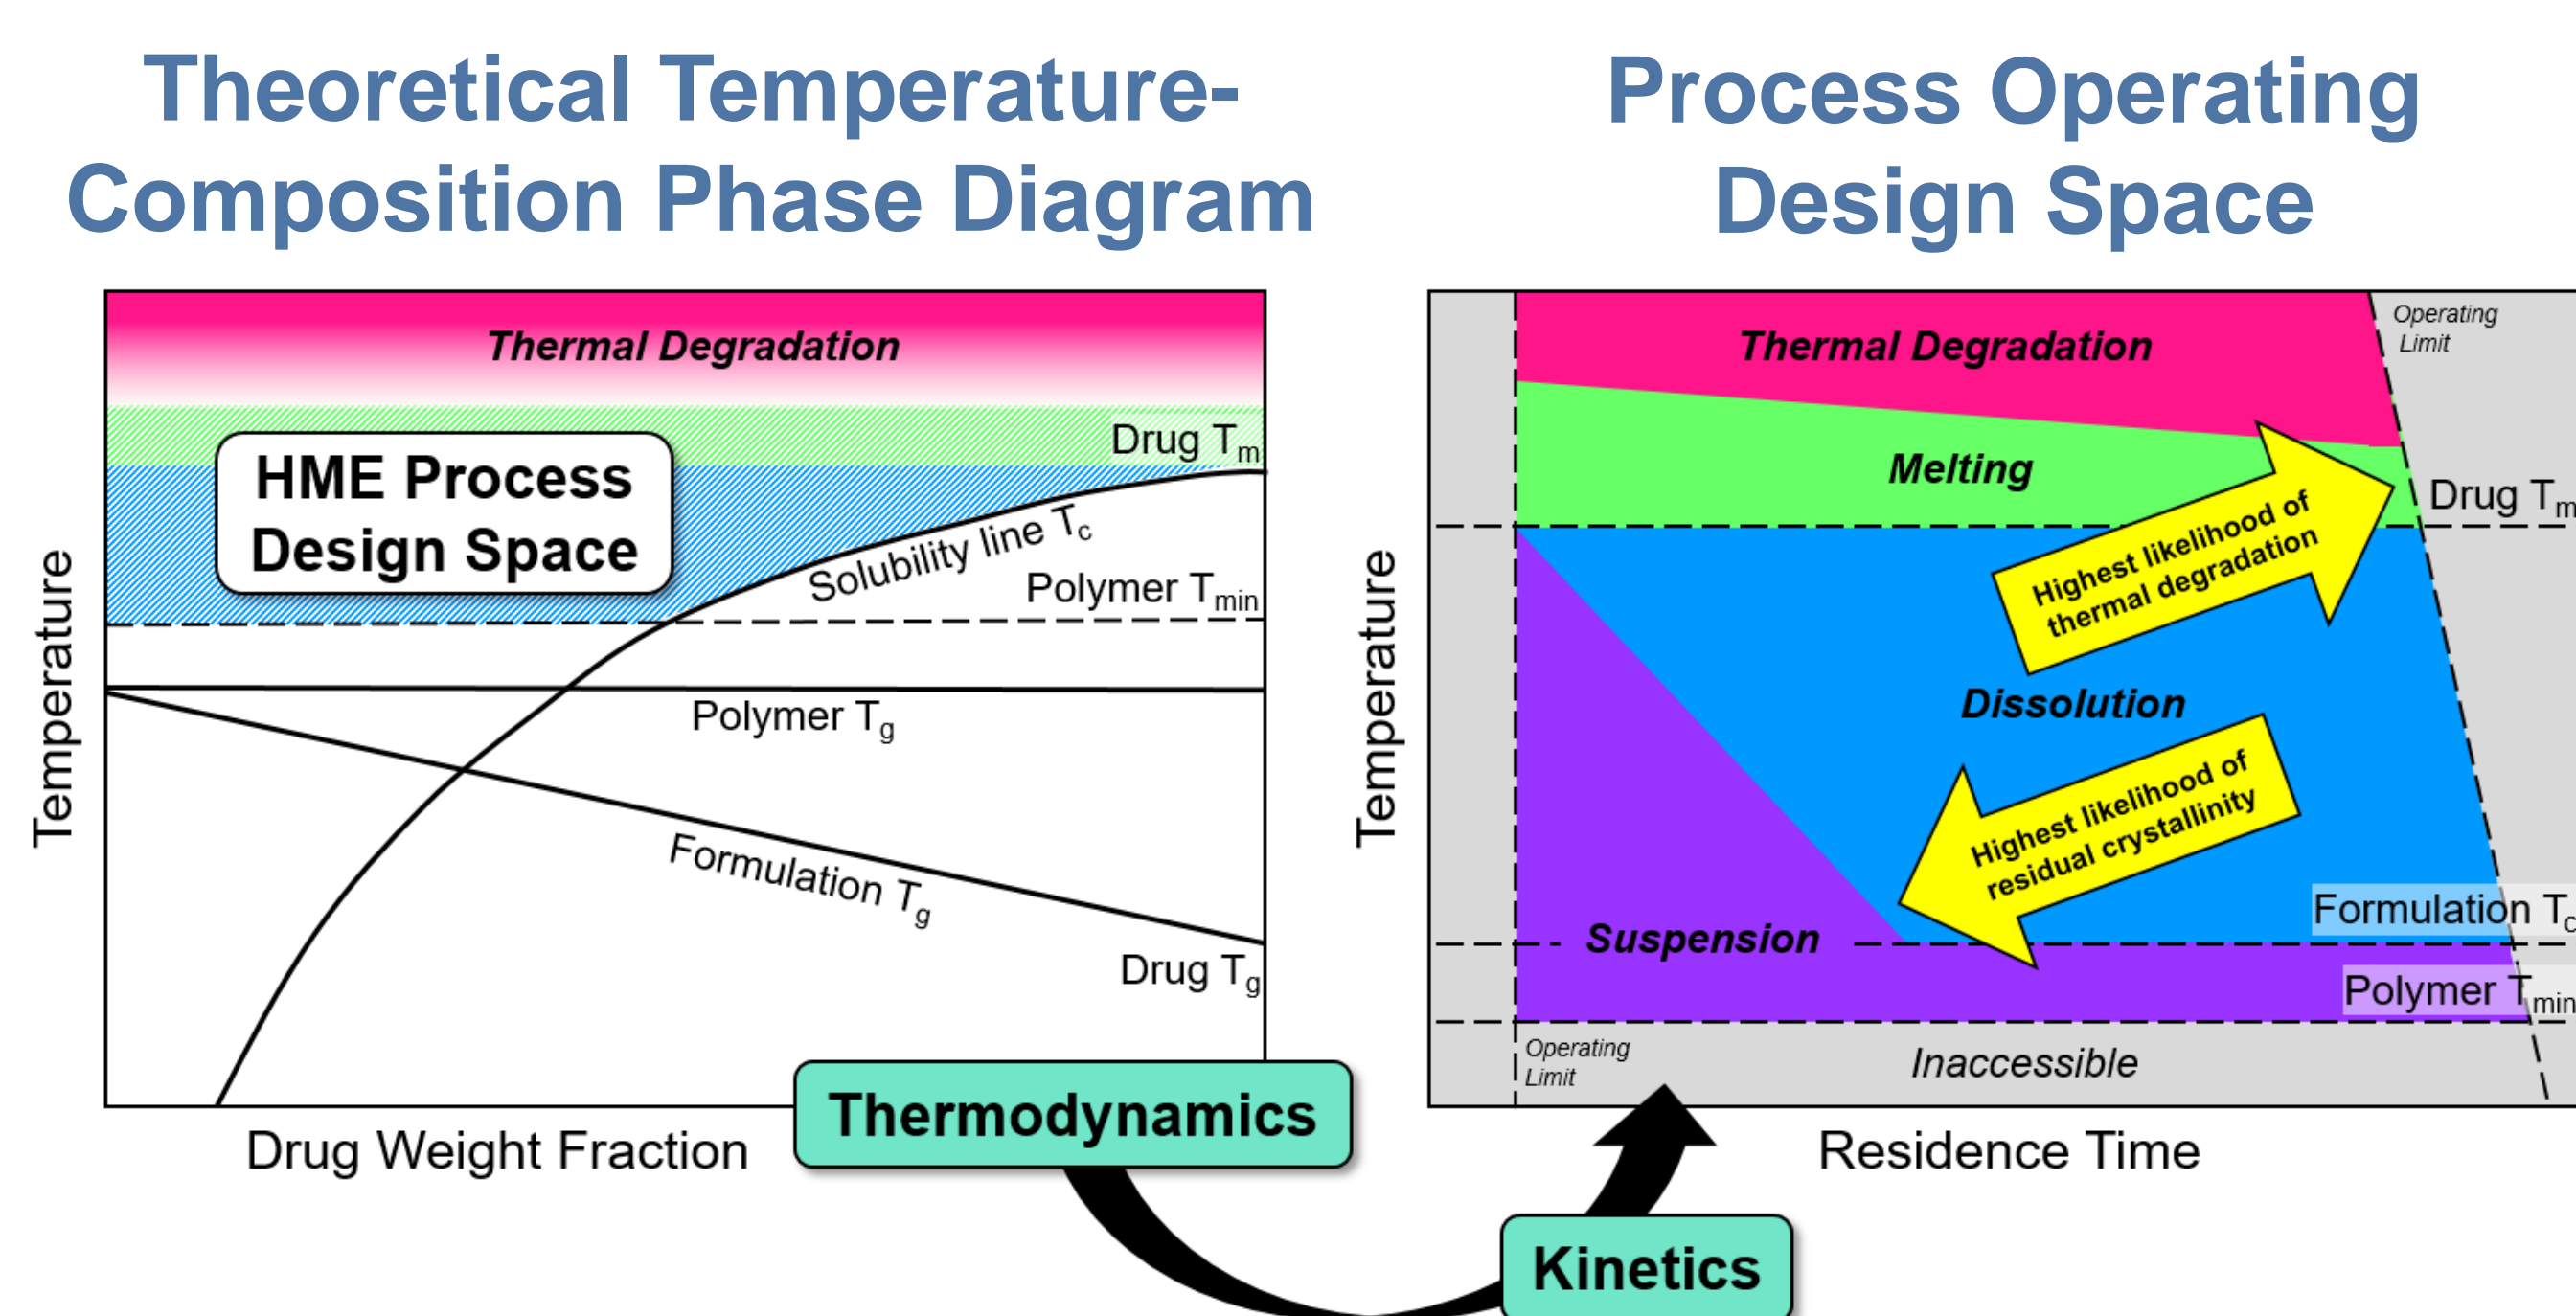 Theoretical Temperature-
Composition Phase Diagram
Thermal Degradation
Drug Tm
HME Process
Design Space
Solubility line Tc
Polymer Tmin
Polymer Tg
Formulation Tg
Drug Tg
Temperature
Drug Weight Fraction
Thermodynamics
Process Operating
Design Space
Operating
Limit
Thermal Degradation
Melting
Drug Tm
Highest likelihood of
thermal degradation
Dissolution
Highest likelihood of
residual crystallinity
Formulation Tc
Suspension
Polymer Tmin
Operating
Limit
Inaccessible
Temperature
Residence Time
Kinetics